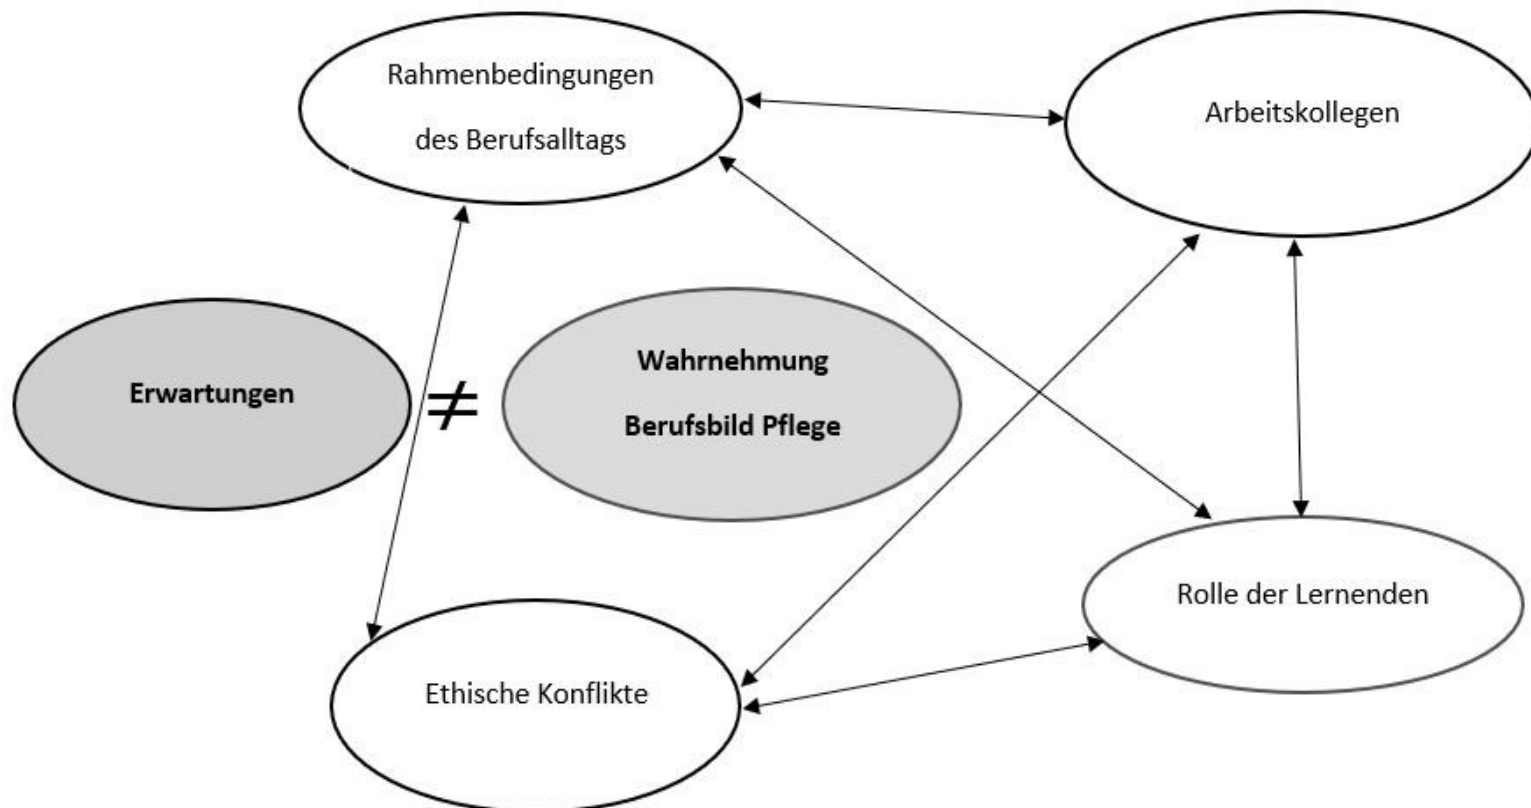 Rahmenbedingungen
des Berufsalltags
Arbeitskollegen
Erwartungen
≠
Wahrnehmung
Berufsbild Pflege
Rolle der Lernenden
Ethische Konflikte